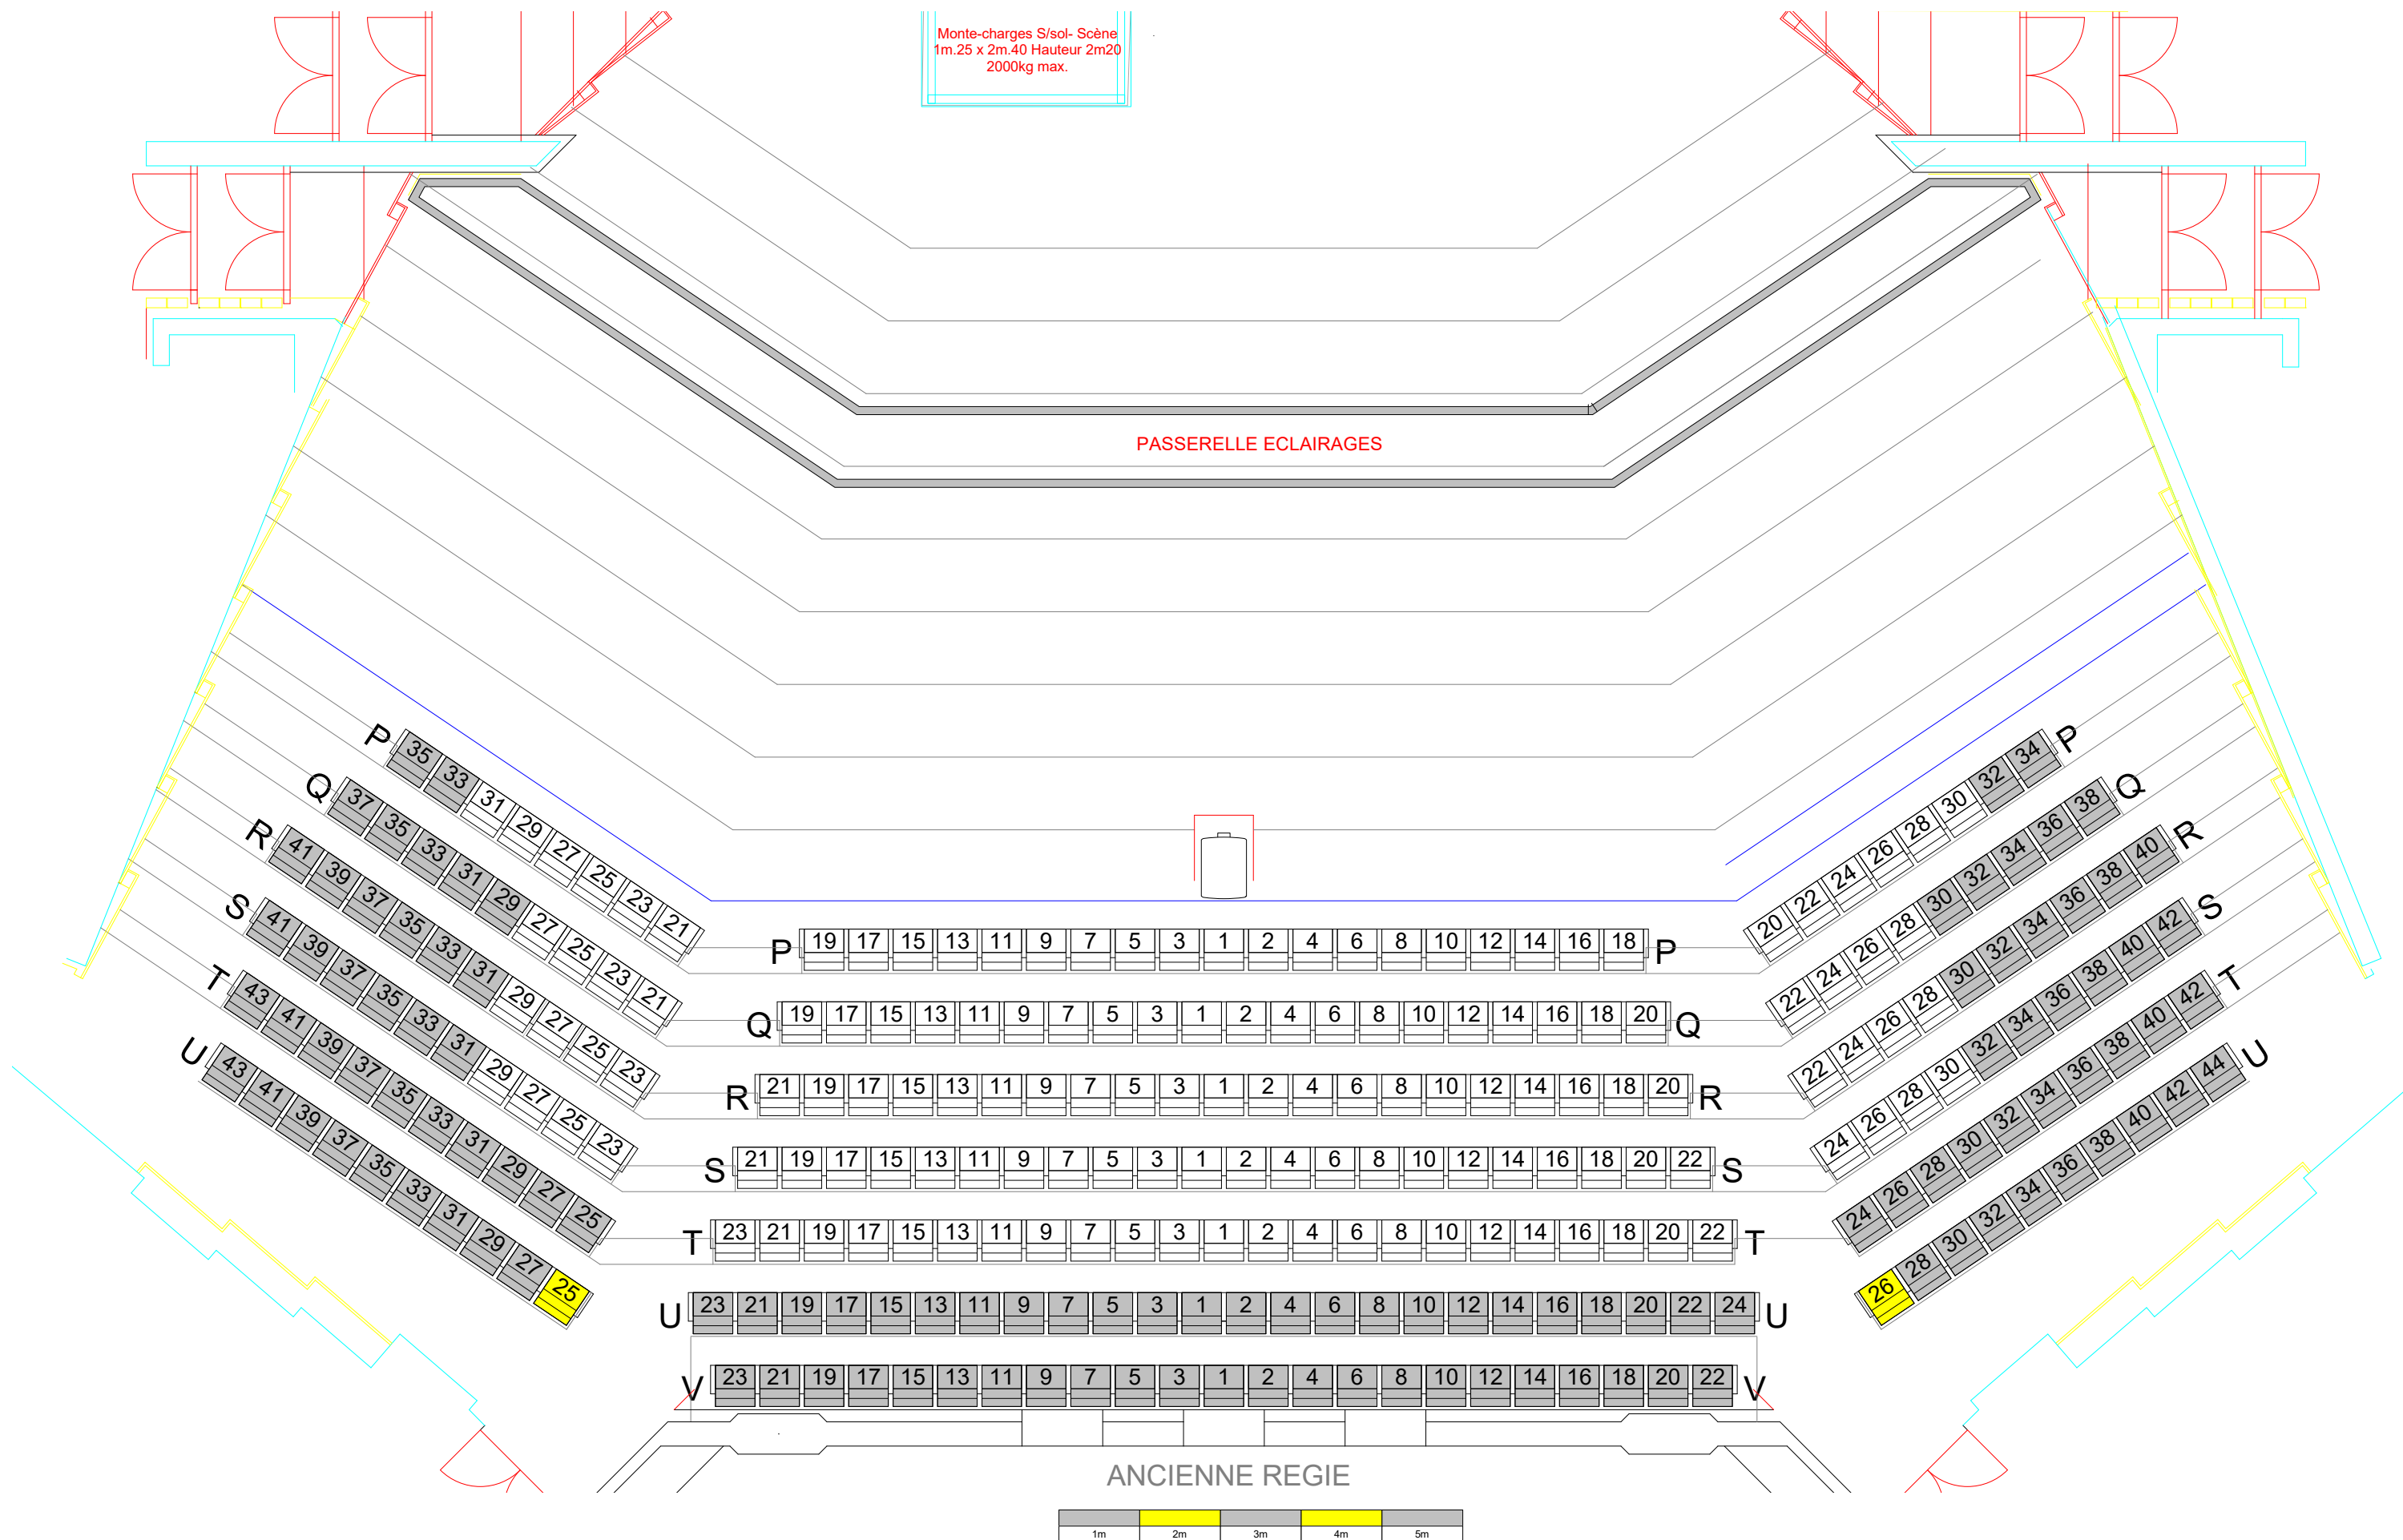 Monte-charges S/sol- Scène
1m.25 x 2m.40 Hauteur 2m20
2000kg max.
PASSERELLE ECLAIRAGES
P 35 33 31 29 27 25 23 21
P 19 17 15 13 11 9 7 5 3 1 2 4 6 8 10 12 14 16 18 P
20 22 24 26 28 30 32 34 P
Q 37 35 33 31 29 27 25 23 21
Q 19 17 15 13 11 9 7 5 3 1 2 4 6 8 10 12 14 16 18 20 Q
22 24 26 28 30 32 34 36 38 Q
R 41 39 37 35 33 31 29 27 25 23
R 21 19 17 15 13 11 9 7 5 3 1 2 4 6 8 10 12 14 16 18 20 R
22 24 26 28 30 32 34 36 38 40 R
S 41 39 37 35 33 31 29 27 25 23
S 21 19 17 15 13 11 9 7 5 3 1 2 4 6 8 10 12 14 16 18 20 22 S
24 26 28 30 32 34 36 38 40 42 S
T 43 41 39 37 35 33 31 29 27 25
T 23 21 19 17 15 13 11 9 7 5 3 1 2 4 6 8 10 12 14 16 18 20 22 T
24 26 28 30 32 34 36 38 40 42 T
U 43 41 39 37 35 33 31 29 27 25
U 23 21 19 17 15 13 11 9 7 5 3 1 2 4 6 8 10 12 14 16 18 20 22 24 U
26 28 30 32 34 36 38 40 42 44 U
V 23 21 19 17 15 13 11 9 7 5 3 1 2 4 6 8 10 12 14 16 18 20 22 V
ANCIENNE REGIE
1m 2m 3m 4m 5m